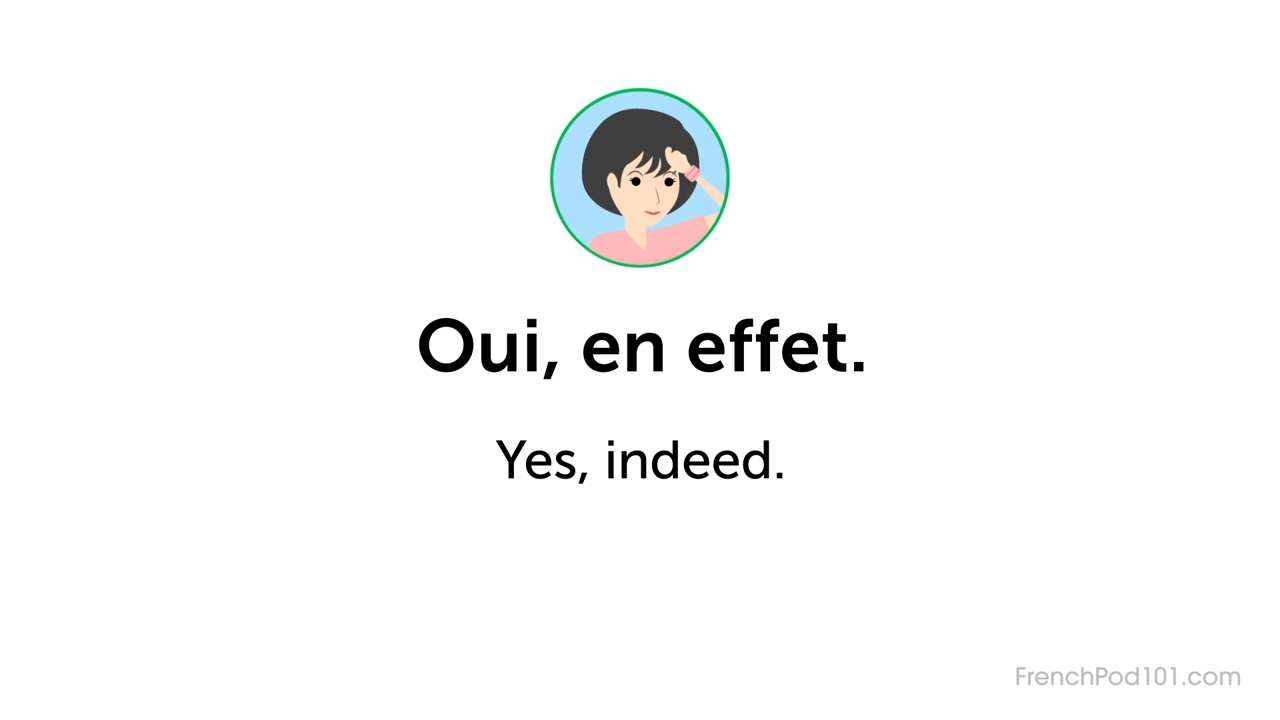 Oui, en effet.
Yes, indeed.
FrenchPod101.com